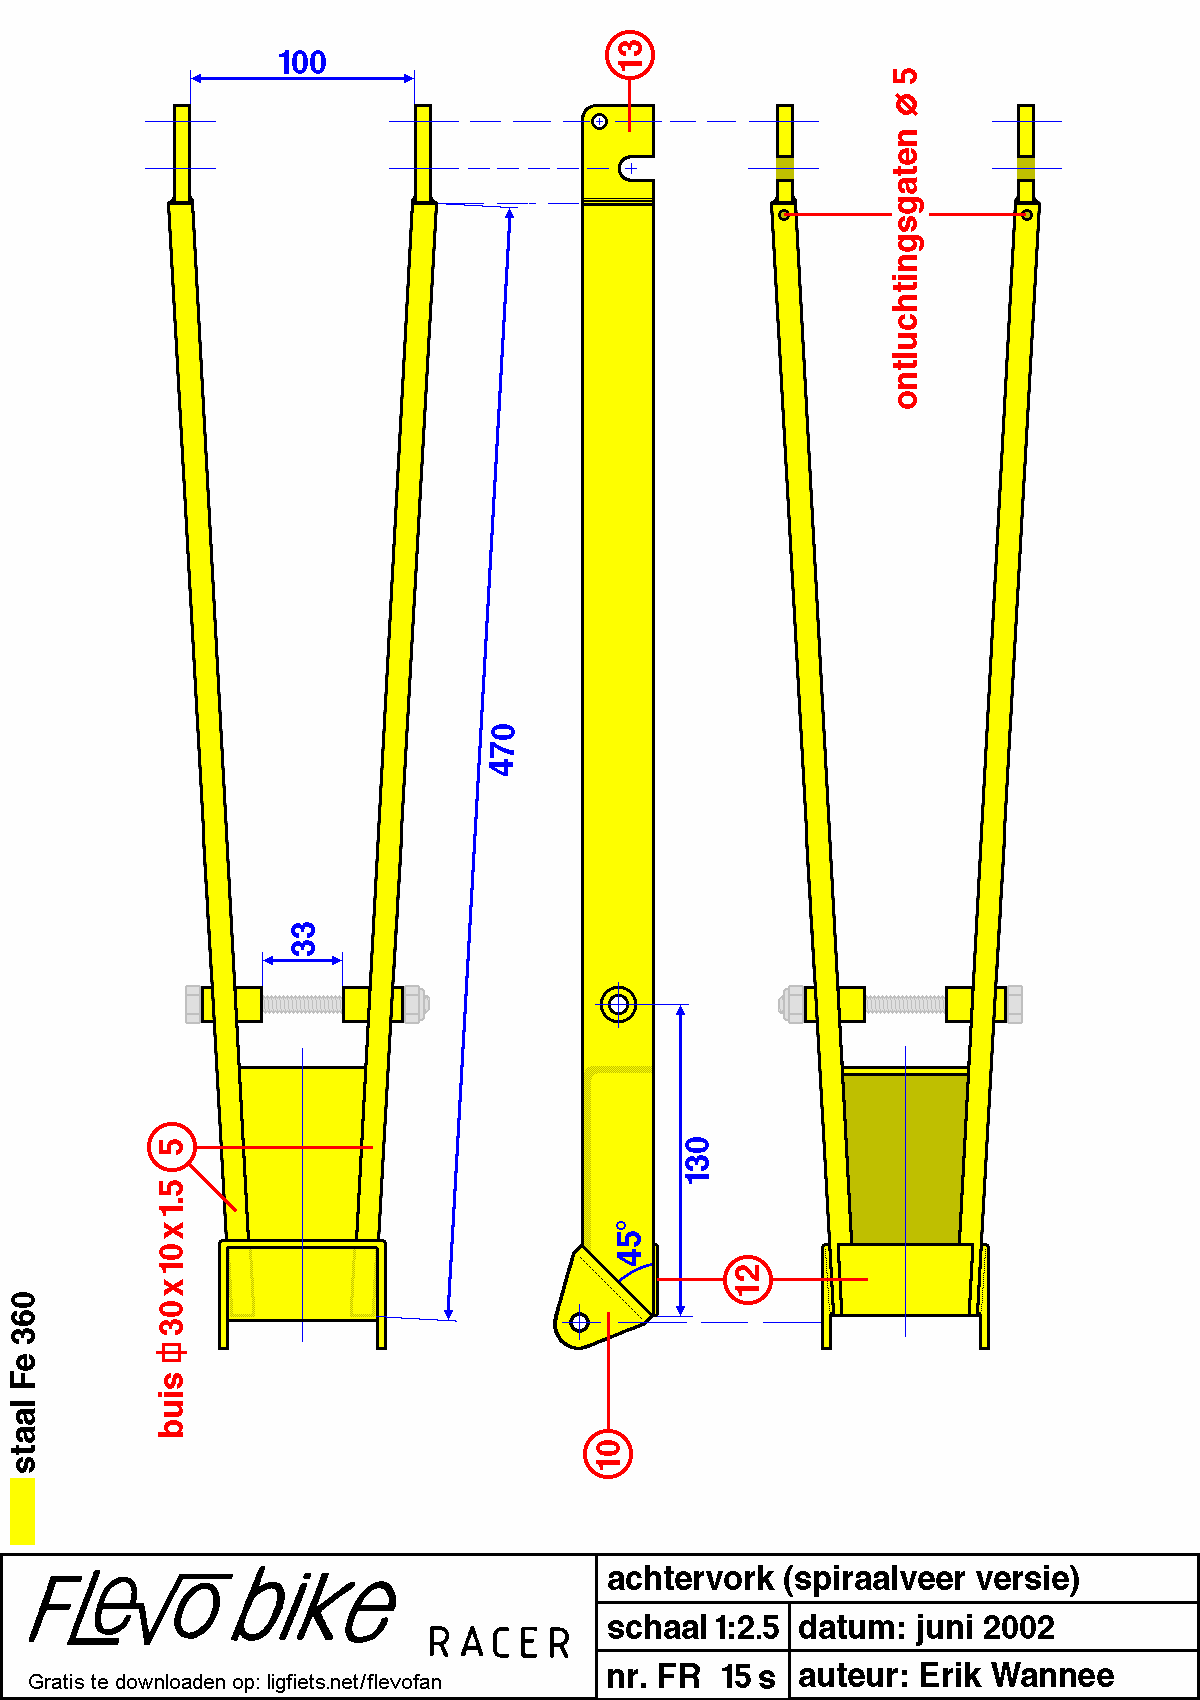 100
13
ontluchtingsgaten ⌀ 5
470
33
130
45°
5
buis 30 x 10 x 1.5
12
10
staal Fe 360
Flevobike RACER
Gratis te downloaden op: ligfiets.net/flevofan
achtervork (spiraalveer versie)
schaal 1:2.5
datum: juni 2002
nr. FR 15 s
auteur: Erik Wannee